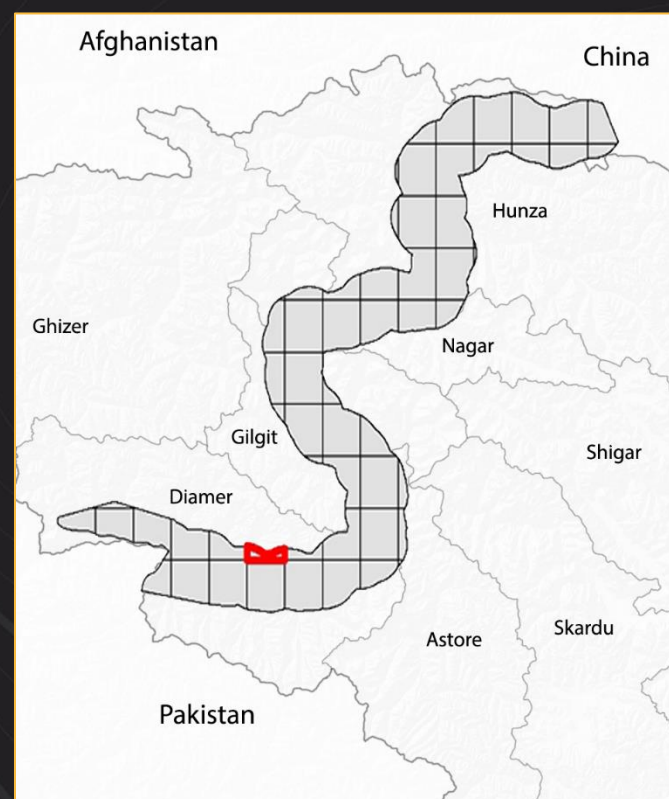 Afghanistan
China
Hunza
Ghizer
Nagar
Gilgit
Shigar
Diamer
Skardu
Astore
Pakistan